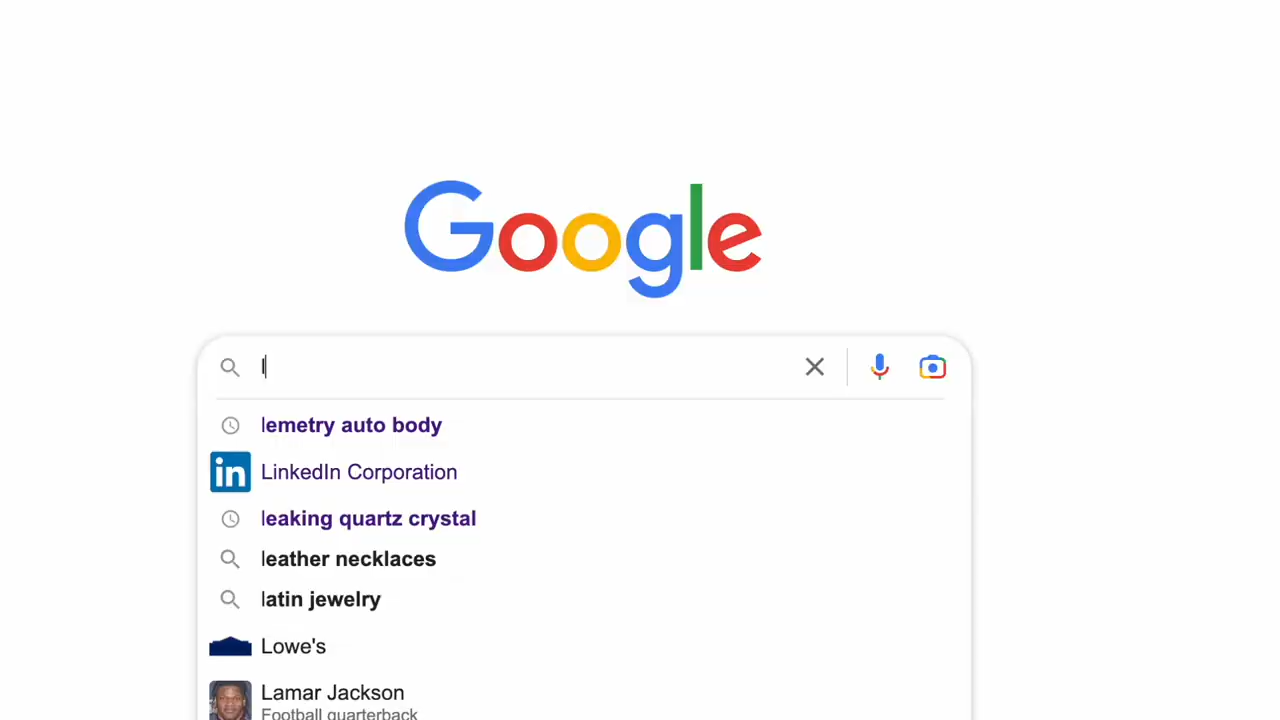 Google
l
lemetry auto body
in LinkedIn Corporation
leaking quartz crystal
leather necklaces
latin jewelry
Lowe's
Lamar Jackson
Football quarterback